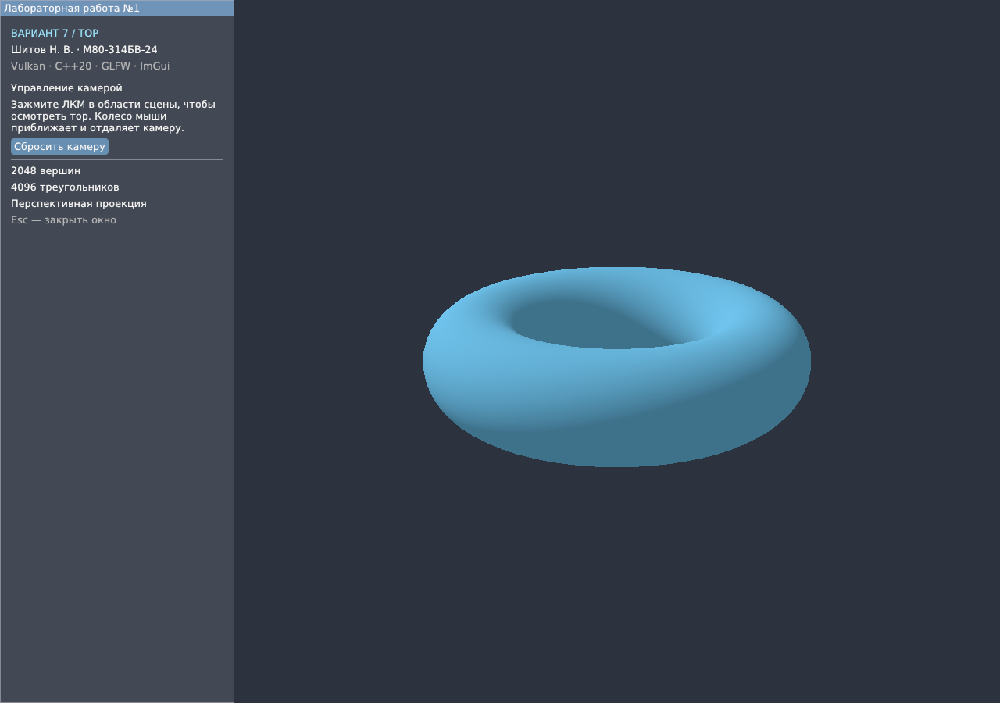 Лабораторная работа №1
ВАРИАНТ 7 / ТОР
Шитов Н. В. · М80-314БВ-24
Vulkan · C++20 · GLFW · ImGui
Управление камерой
Зажмите ЛКМ в области сцены, чтобы
осмотреть тор. Колесо мыши
приближает и отдаляет камеру.
Сбросить камеру
2048 вершин
4096 треугольников
Перспективная проекция
Esc — закрыть окно